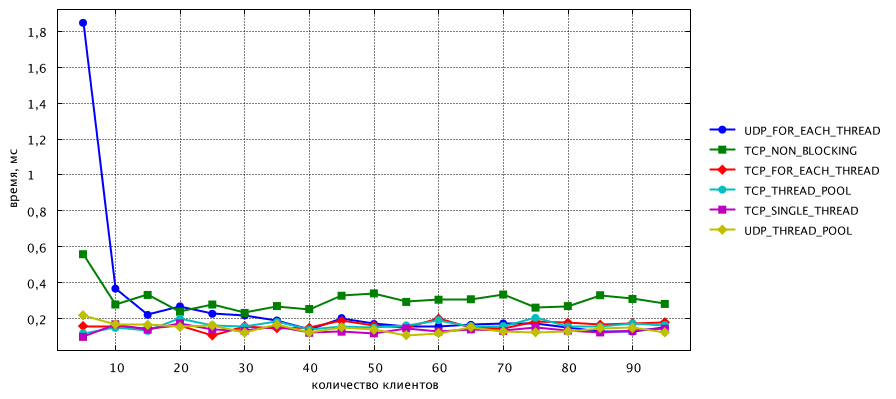 время, мс
1,8
1,6
1,4
1,2
1
0,8
0,6
0,4
0,2
10 20 30 40 50 60 70 80 90
количество клиентов
UDP_FOR_EACH_THREAD
TCP_NON_BLOCKING
TCP_FOR_EACH_THREAD
TCP_THREAD_POOL
TCP_SINGLE_THREAD
UDP_THREAD_POOL